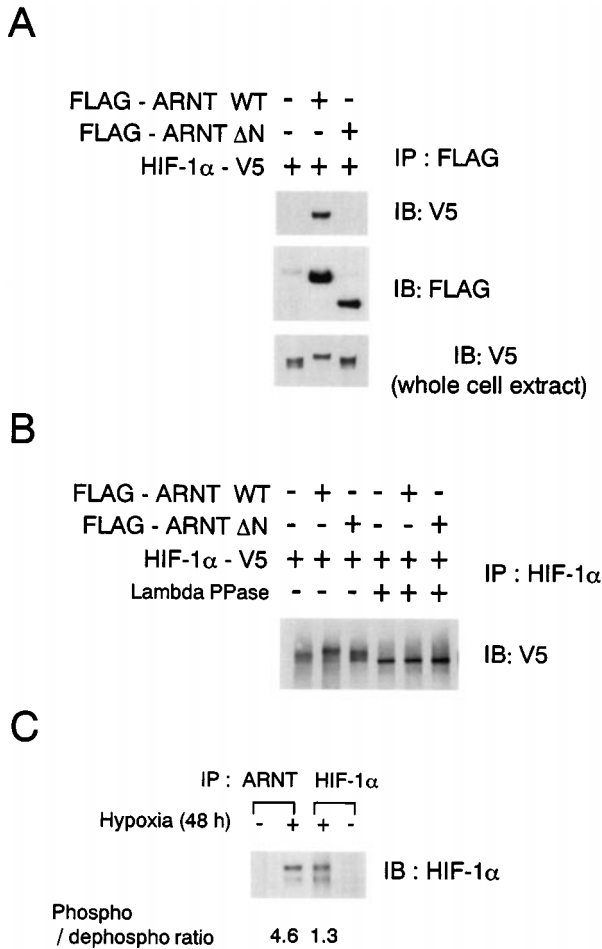 A
FLAG - ARNT WT - + -
FLAG - ARNT ΔN - - +
HIF-1α - V5 + + +
IP : FLAG
IB: V5
IB: FLAG
IB: V5
(whole cell extract)
B
FLAG - ARNT WT - + - - + -
FLAG - ARNT ΔN - - + - - +
HIF-1α - V5 + + + + + +
Lambda PPase - - - + + +
IP : HIF-1α
IB: V5
C
IP : ARNT HIF-1α
Hypoxia (48 h) - + + -
IB : HIF-1α
Phospho
/ dephospho ratio 4.6 1.3